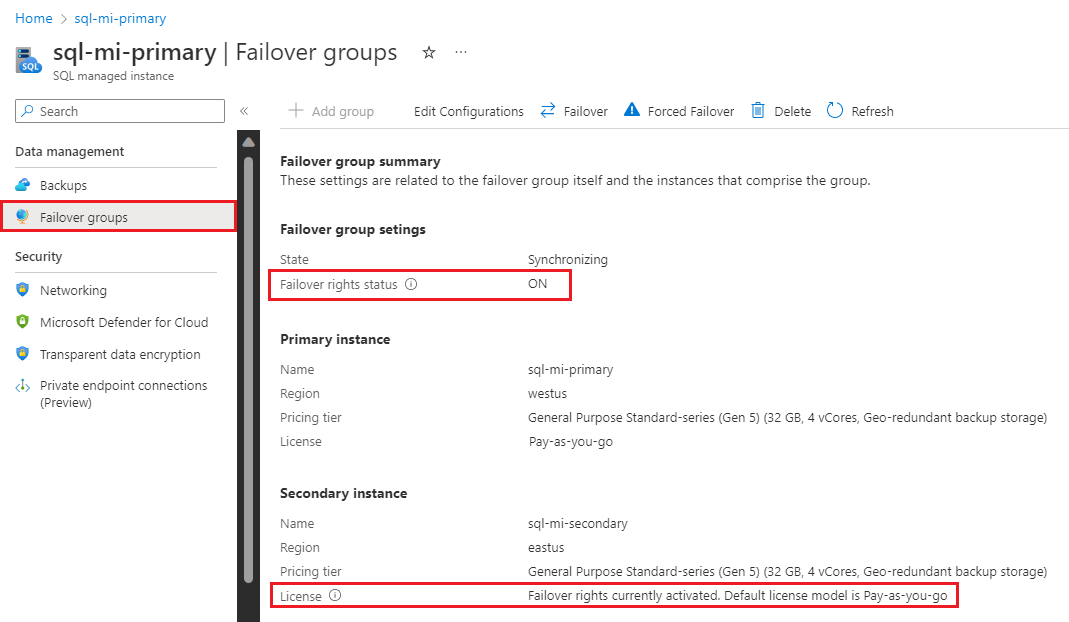 Home > sql-mi-primary
sql-mi-primary | Failover groups ☆ ...
SQL
SQL managed instance
Search «
+ Add group Edit Configurations Failover Forced Failover Delete Refresh
Data management
Backups
Failover groups
Security
Networking
Microsoft Defender for Cloud
Transparent data encryption
Private endpoint connections
(Preview)
Failover group summary
These settings are related to the failover group itself and the instances that comprise the group.
Failover group setings
State Synchronizing
Failover rights status ON
Primary instance
Name sql-mi-primary
Region westus
Pricing tier General Purpose Standard-series (Gen 5) (32 GB, 4 vCores, Geo-redundant backup storage)
License Pay-as-you-go
Secondary instance
Name sql-mi-secondary
Region eastus
Pricing tier General Purpose Standard-series (Gen 5) (32 GB, 4 vCores, Geo-redundant backup storage)
License Failover rights currently activated. Default license model is Pay-as-you-go